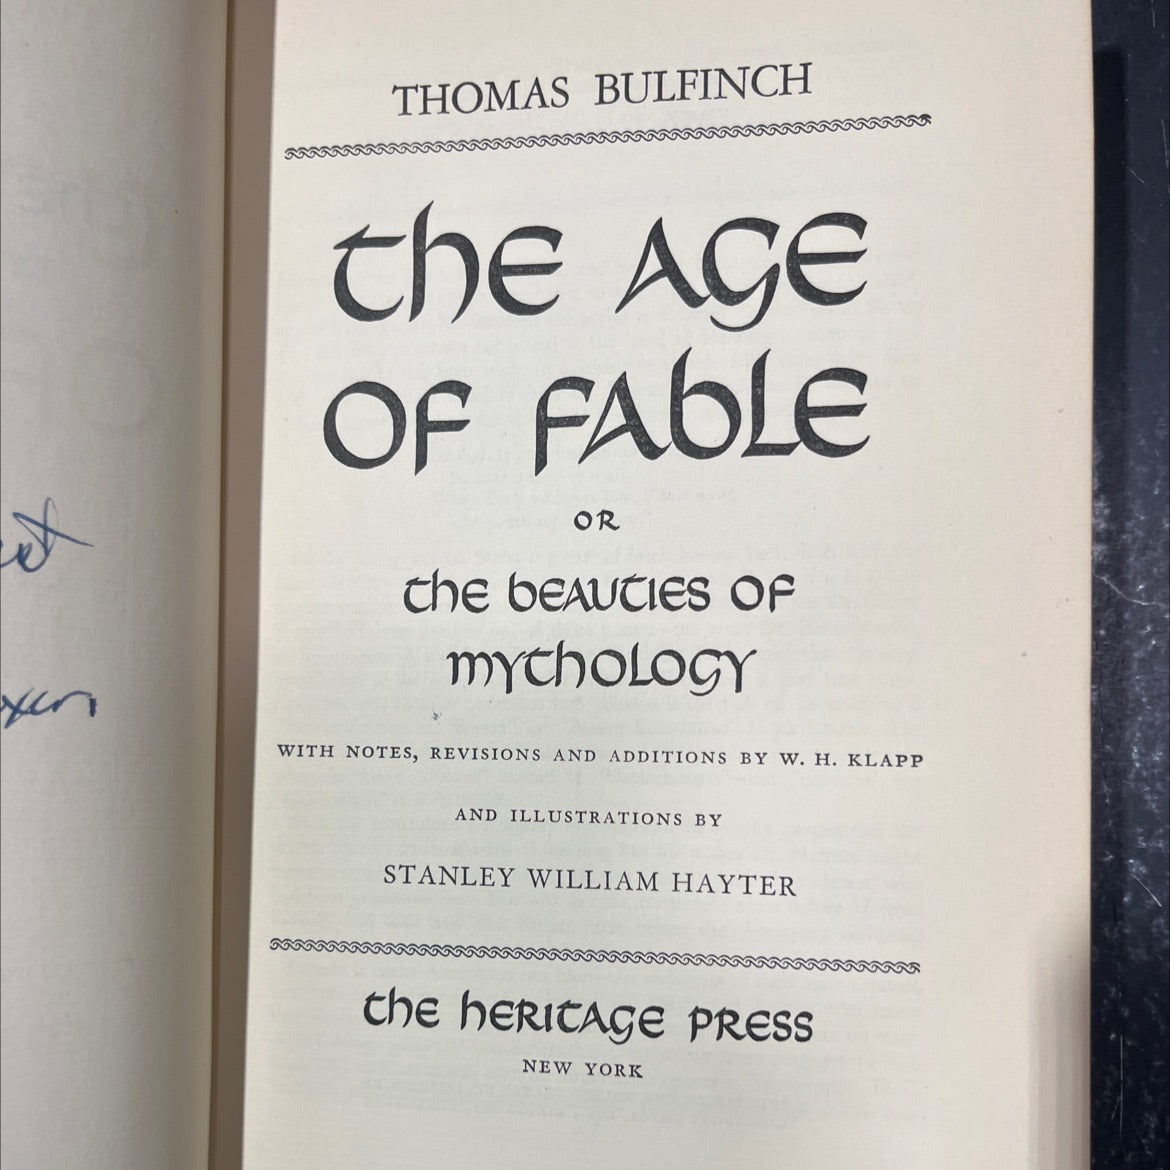 THOMAS BULFINCH
the AGE
OF FAbLE
OR
the bEAUTIES OF
mythology
WITH NOTES, REVISIONS AND ADDITIONS BY W. H. KLAPP
AND ILLUSTRATIONS BY
STANLEY WILLIAM HAYTER
the hERITAGE PRESS
NEW YORK